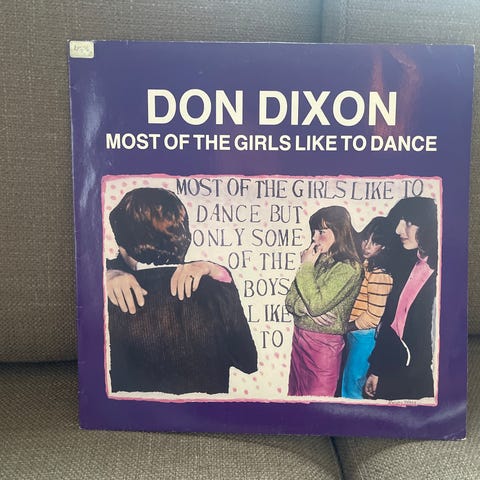 DON DIXON
MOST OF THE GIRLS LIKE TO DANCE
MOST OF THE GIRLS LIKE TO
DANCE BUT
ONLY SOME
OF THE
BOYS
LIKE
TO